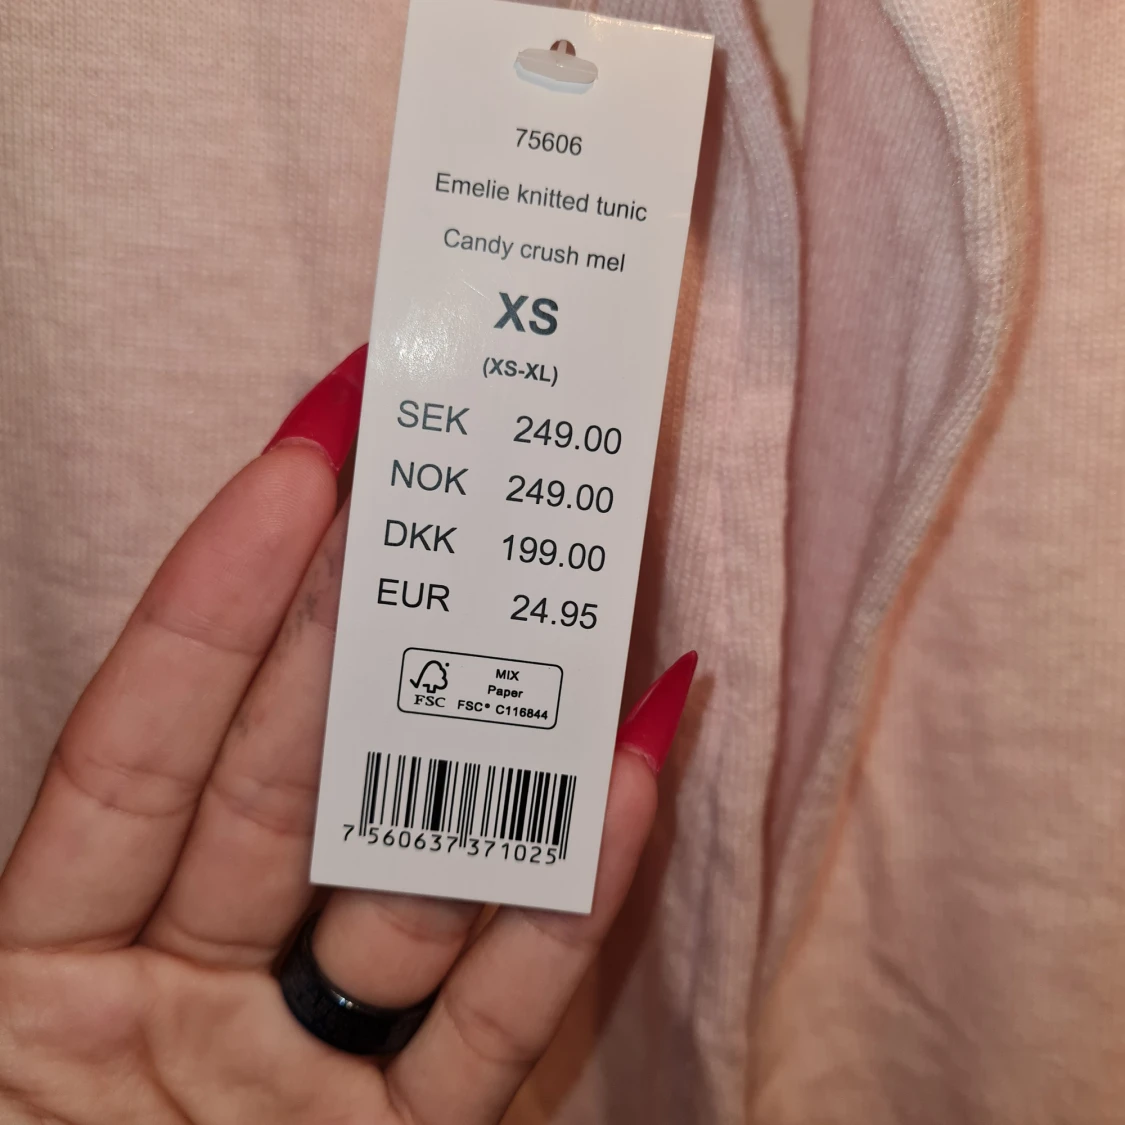 75606
Emelie knitted tunic
Candy crush mel
XS
(XS-XL)
SEK 249.00
NOK 249.00
DKK 199.00
EUR 24.95
MIX
Paper
FSC FSC® C116844
7 560637 371025